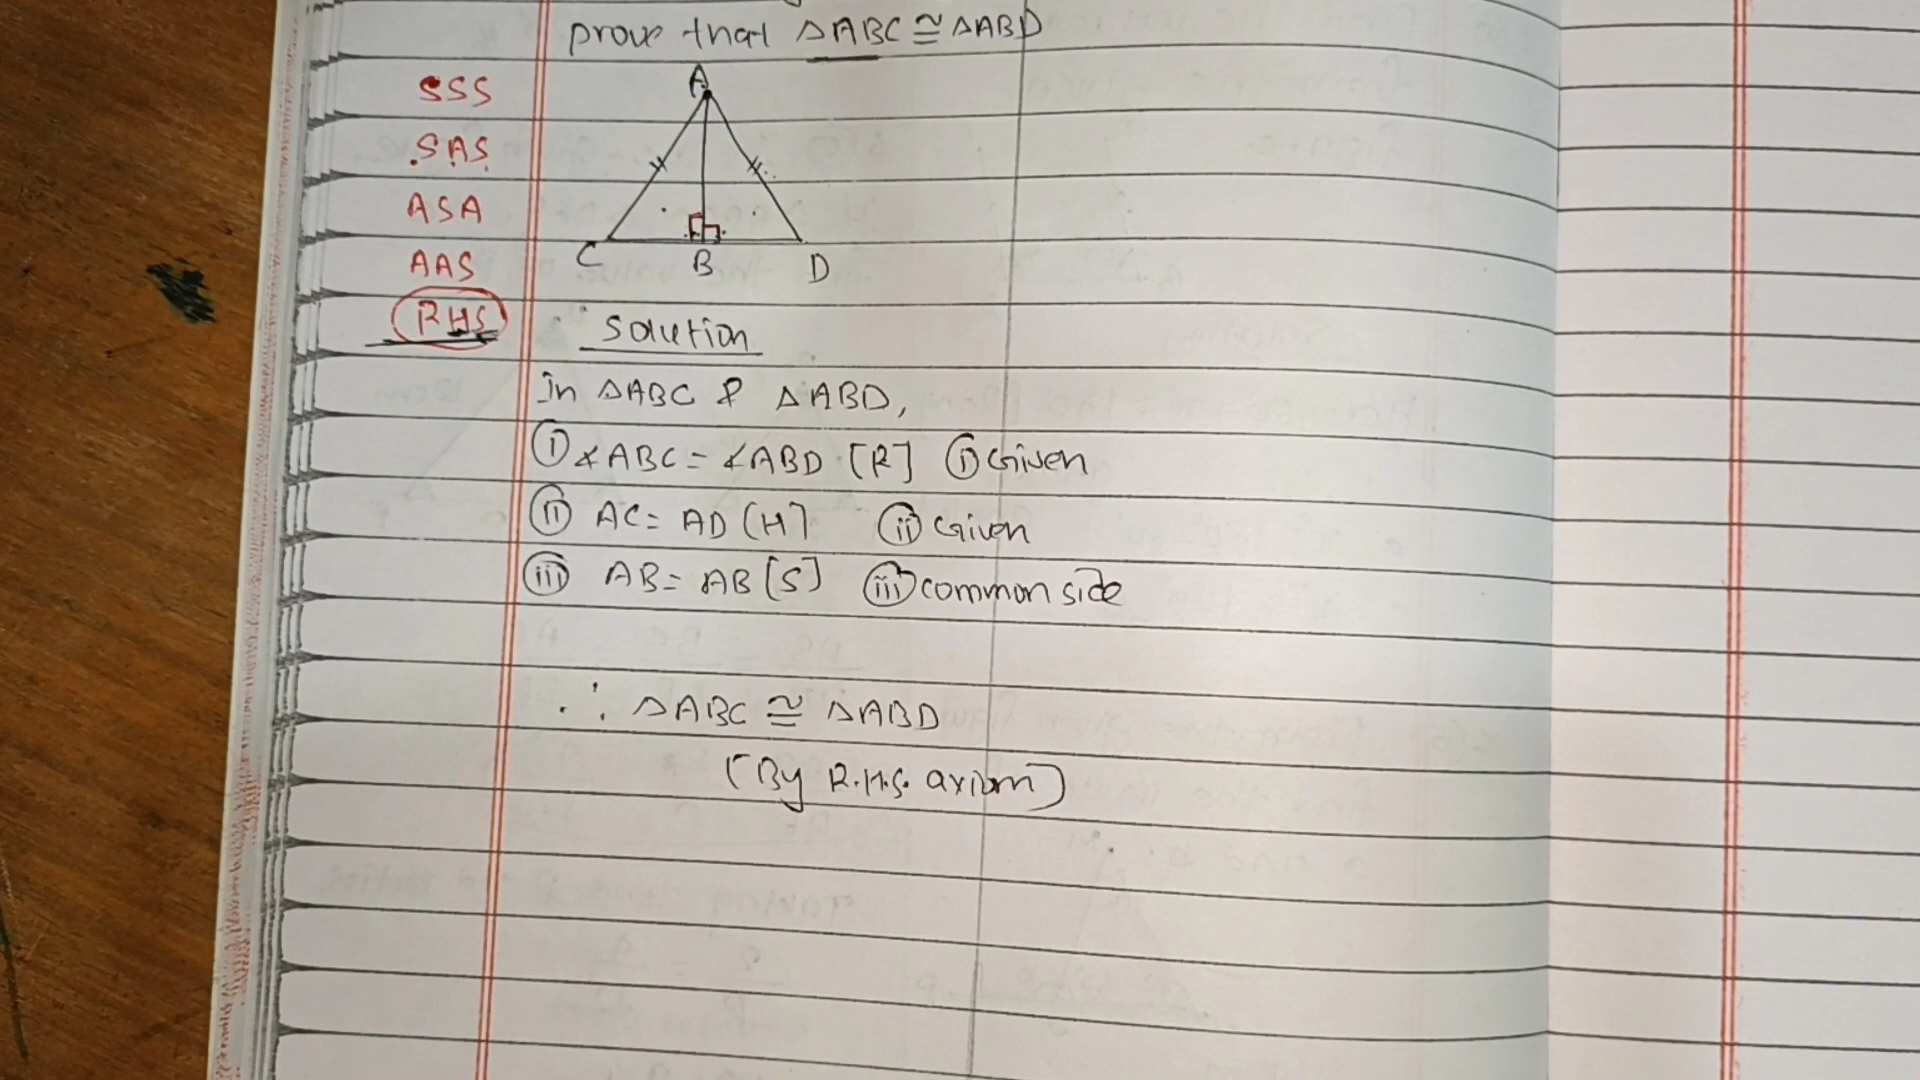 prove that △ABC ≅ △ABD
SSS
SAS
ASA
AAS
RHS
A
C B D
Solution
In △ABC & △ABD,
(i) ∡ABC = ∡ABD [R] (i) Given
(ii) AC = AD [H] (ii) Given
(iii) AB = AB [S] (iii) common side
∴ △ABC ≅ △ABD
[By R.H.S. axiom]